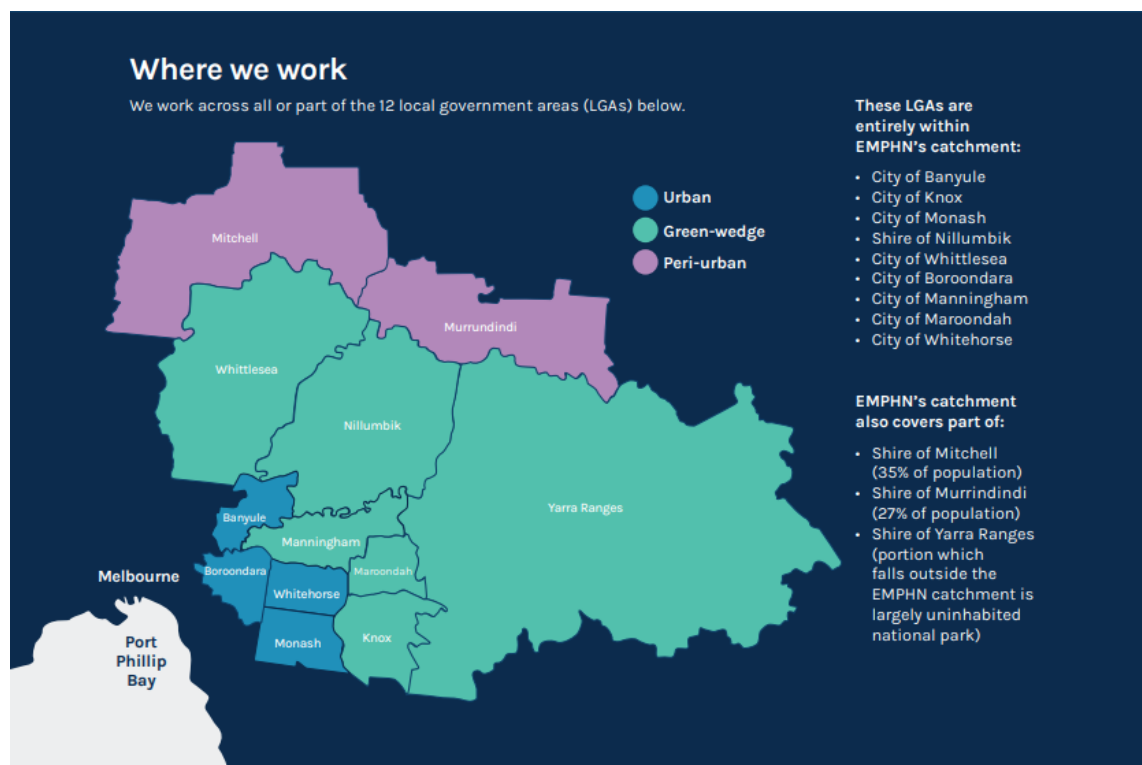 Where we work
We work across all or part of the 12 local government areas (LGAs) below.
Urban
Green-wedge
Peri-urban
Mitchell
Murrundindi
Whittlesea
Nillumbik
Yarra Ranges
Banyule
Manningham
Boroondara
Maroondah
Whitehorse
Monash
Knox
Melbourne
Port
Phillip
Bay
These LGAs are
entirely within
EMPHN's catchment:
• City of Banyule
• City of Knox
• City of Monash
• Shire of Nillumbik
• City of Whittlesea
• City of Boroondara
• City of Manningham
• City of Maroondah
• City of Whitehorse
EMPHN's catchment
also covers part of:
• Shire of Mitchell
(35% of population)
• Shire of Murrindindi
(27% of population)
• Shire of Yarra Ranges
(portion which
falls outside the
EMPHN catchment is
largely uninhabited
national park)